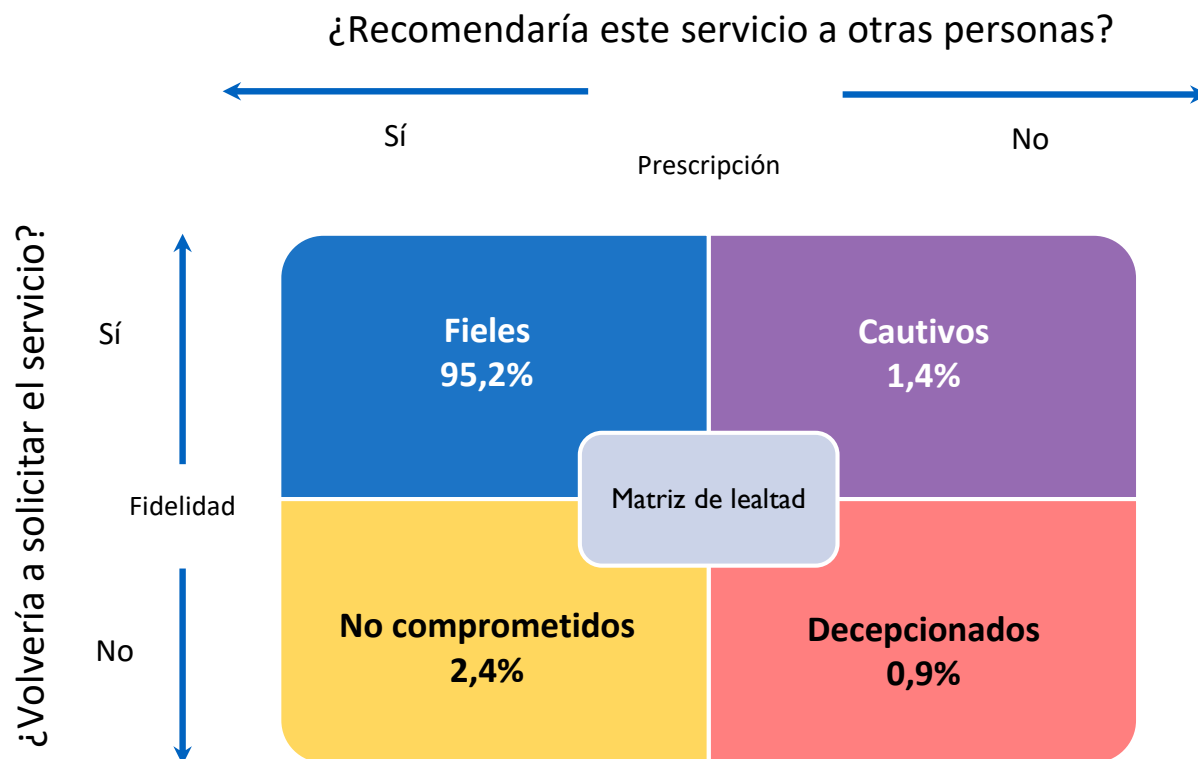 ¿Recomendaría este servicio a otras personas?
Sí
No
Prescripción
¿Volvería a solicitar el servicio?
Sí
Fieles
95,2%
Cautivos
1,4%
Matriz de lealtad
Fidelidad
No
No comprometidos
2,4%
Decepcionados
0,9%